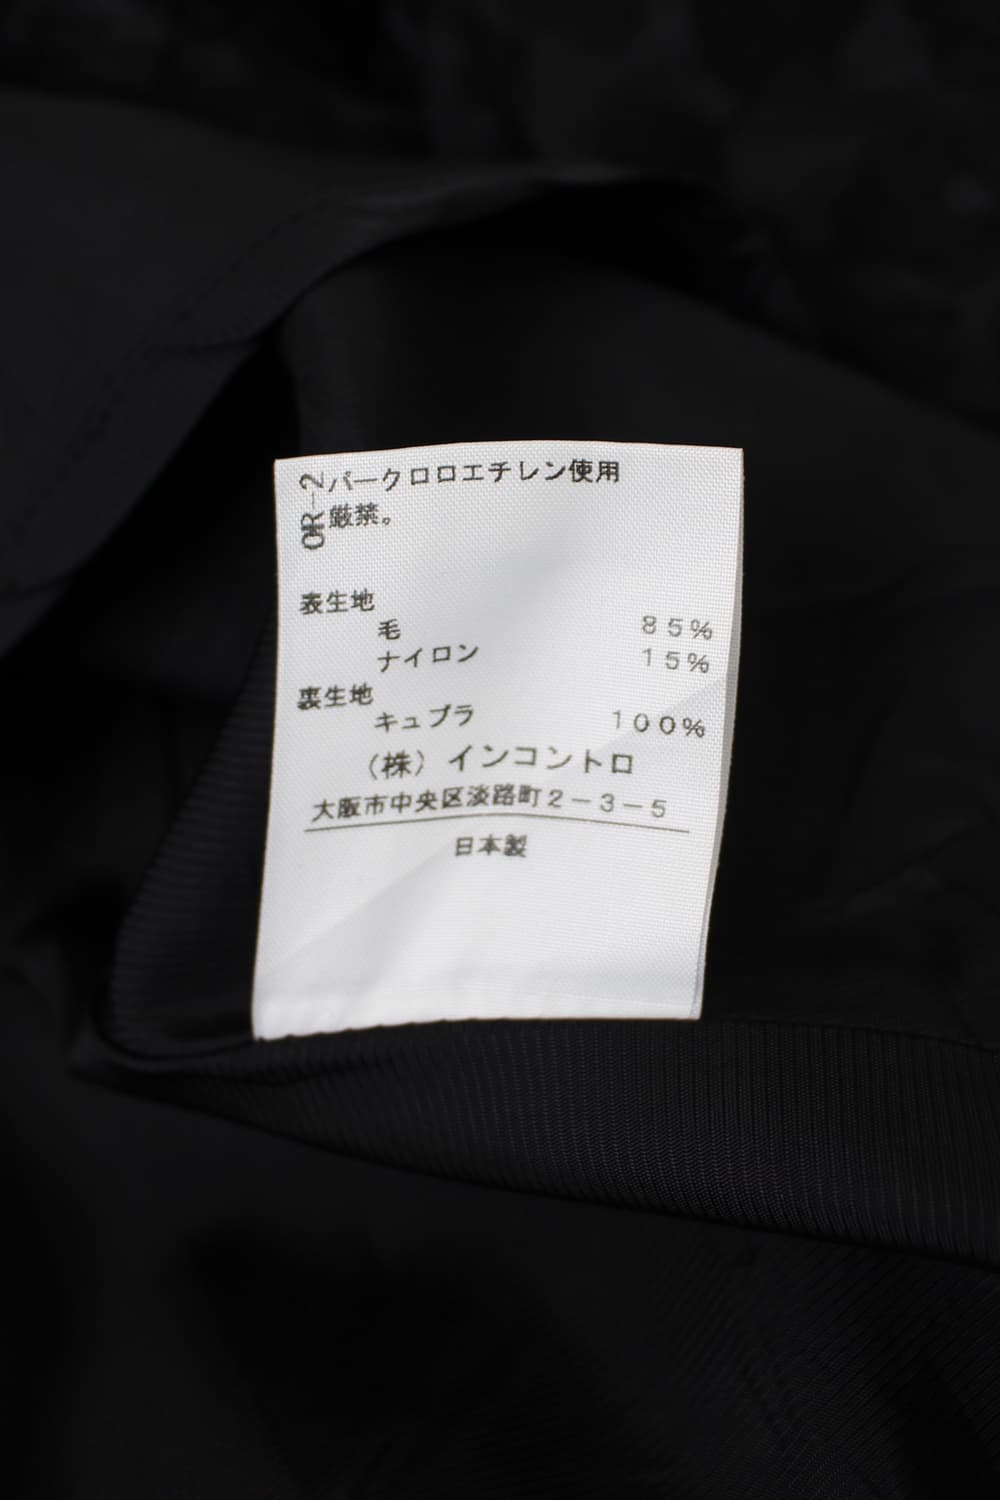 パークロロエチレン使用
厳禁。
OR-2
表生地
毛 85%
ナイロン 15%
裏生地
キュプラ 100%
（株）インコントロ
大阪市中央区淡路町2-3-5
日本製